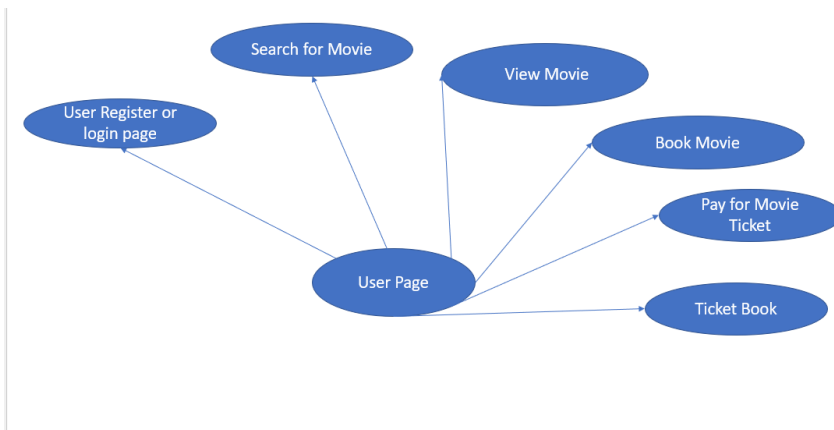 Search for Movie
View Movie
User Register or
login page
Book Movie
Pay for Movie
Ticket
User Page
Ticket Book